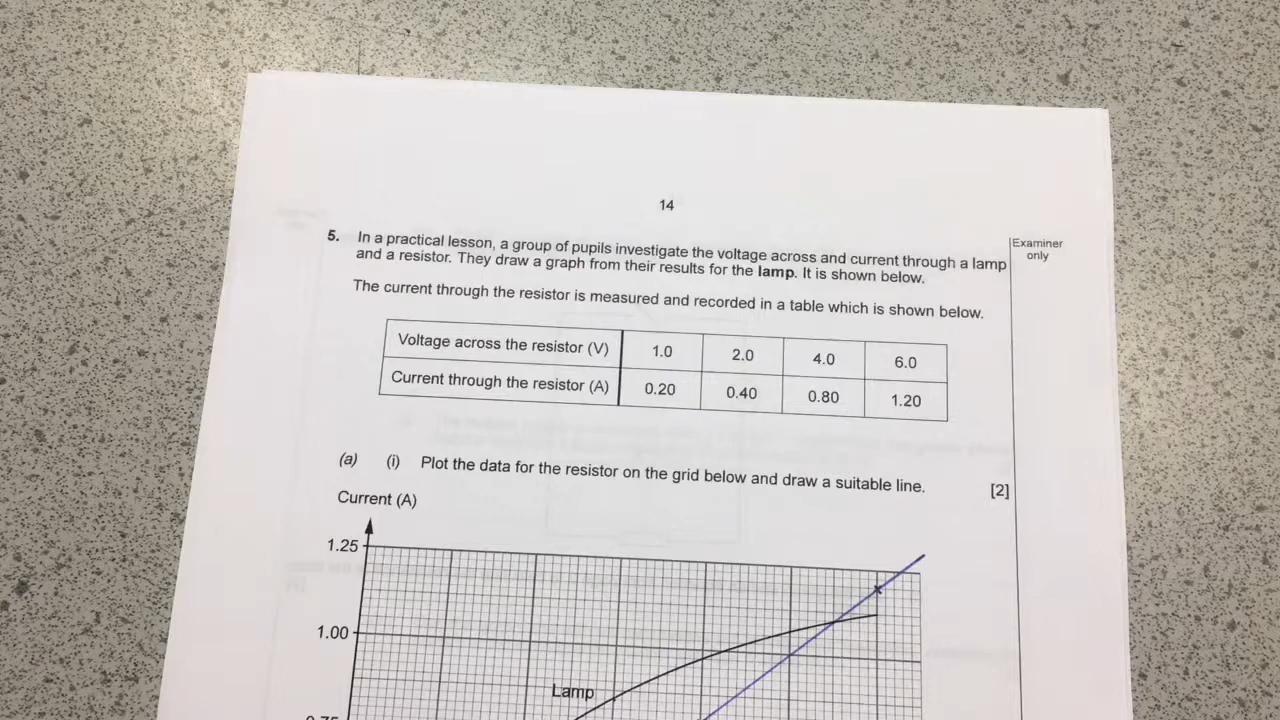 14
Examiner
only
5. In a practical lesson, a group of pupils investigate the voltage across and current through a lamp
and a resistor. They draw a graph from their results for the lamp. It is shown below.
The current through the resistor is measured and recorded in a table which is shown below.
Voltage across the resistor (V) 1.0 2.0 4.0 6.0
Current through the resistor (A) 0.20 0.40 0.80 1.20
(a) (i) Plot the data for the resistor on the grid below and draw a suitable line. [2]
Current (A)
1.25
1.00
Lamp